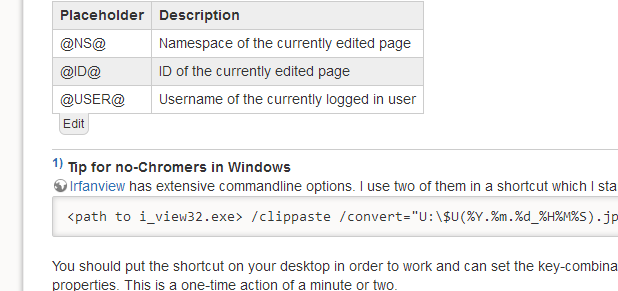 Placeholder Description
@NS@ Namespace of the currently edited page
@ID@ ID of the currently edited page
@USER@ Username of the currently logged in user
Edit
1) Tip for no-Chromers in Windows
Irfanview has extensive commandline options. I use two of them in a shortcut which I sta
<path to i_view32.exe> /clippaste /convert="U:\$U(%Y.%m.%d_%H%M%S).jp
You should put the shortcut on your desktop in order to work and can set the key-combina
properties. This is a one-time action of a minute or two.